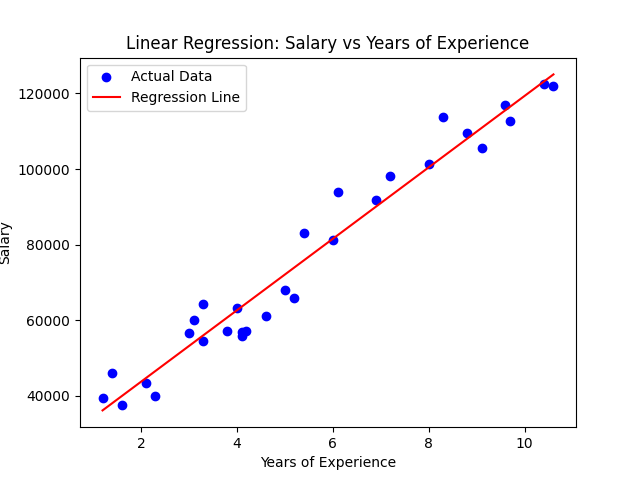 Linear Regression: Salary vs Years of Experience
Actual Data
Regression Line
120000
100000
80000
60000
40000
Salary
2 4 6 8 10
Years of Experience